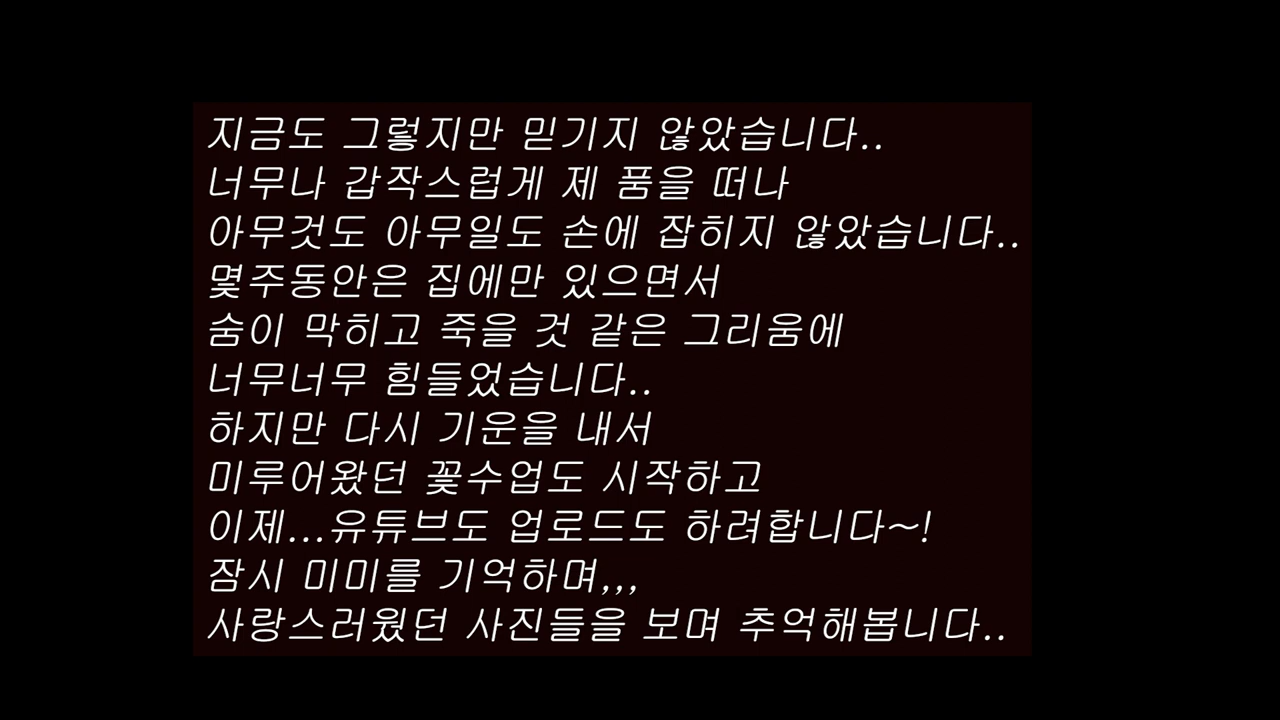 지금도 그렇지만 믿기지 않았습니다..
너무나 갑작스럽게 제 품을 떠나
아무것도 아무일도 손에 잡히지 않았습니다..
몇주동안은 집에만 있으면서
숨이 막히고 죽을 것 같은 그리움에
너무너무 힘들었습니다..
하지만 다시 기운을 내서
미루어왔던 꽃수업도 시작하고
이제...유튜브도 업로드도 하려합니다~!
잠시 미미를 기억하며,,,
사랑스러웠던 사진들을 보며 추억해봅니다..